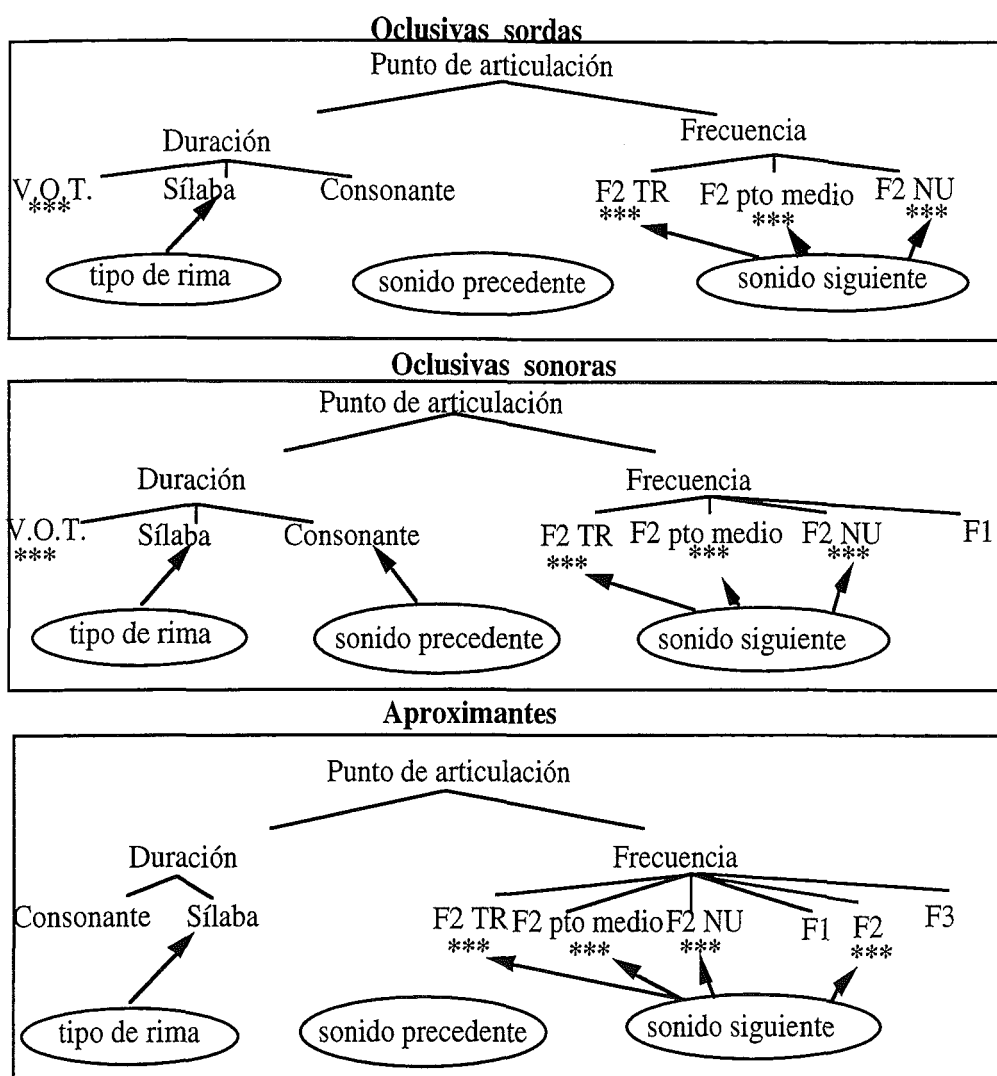 Oclusivas sordas
Punto de articulación
Duración Frecuencia
V.O.T. Sílaba Consonante F2 TR F2 pto medio F2 NU
*** *** *** ***
tipo de rima sonido precedente sonido siguiente
Oclusivas sonoras
Punto de articulación
Duración Frecuencia
V.O.T. Sílaba Consonante F2 TR F2 pto medio F2 NU F1
*** *** *** ***
tipo de rima sonido precedente sonido siguiente
Aproximantes
Punto de articulación
Duración Frecuencia
Consonante Sílaba F2 TR F2 pto medio F2 NU F1 F2 F3
*** *** *** ***
tipo de rima sonido precedente sonido siguiente